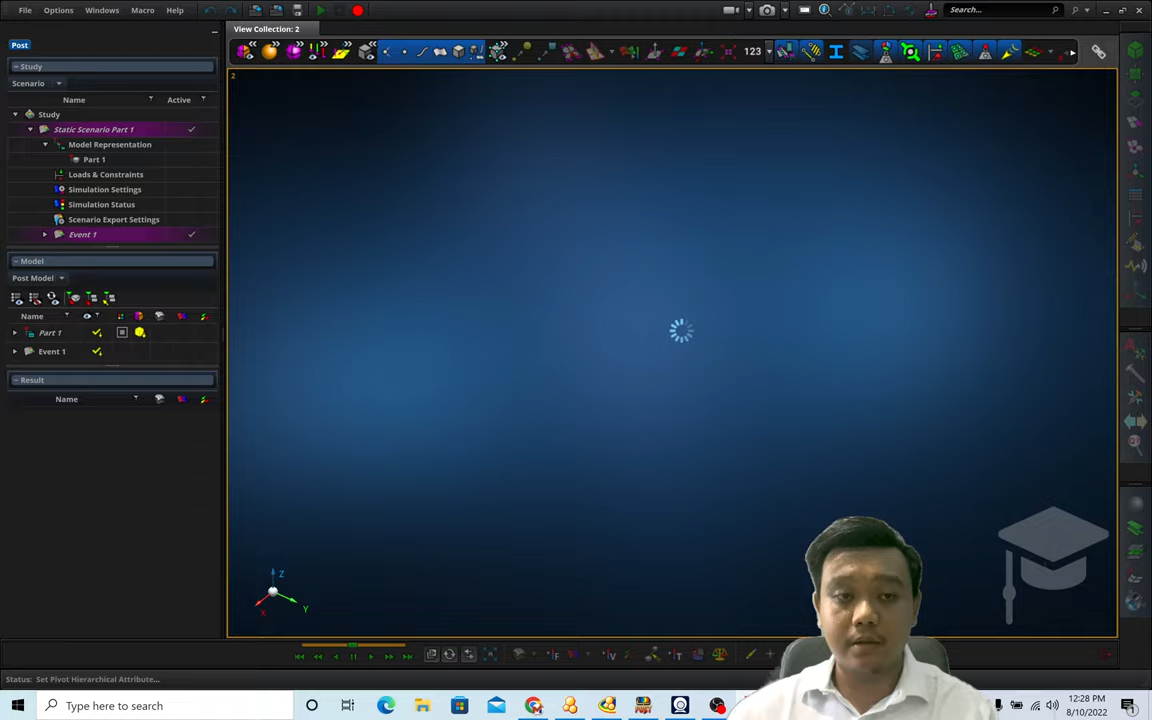 File Options Windows Macro Help
Search...
View Collection: 2
Post
123
Study
2
Scenario
Name Active
Study
Static Scenario Part 1
Model Representation
Part 1
Loads & Constraints
Simulation Settings
Simulation Status
Scenario Export Settings
Event 1
Model
Post Model
Name
Part 1
Event 1
Result
Name
Z
X
Y
F
V
T
Status: Set Pivot Hierarchical Attribute...
Type here to search
12:28 PM
8/10/2022